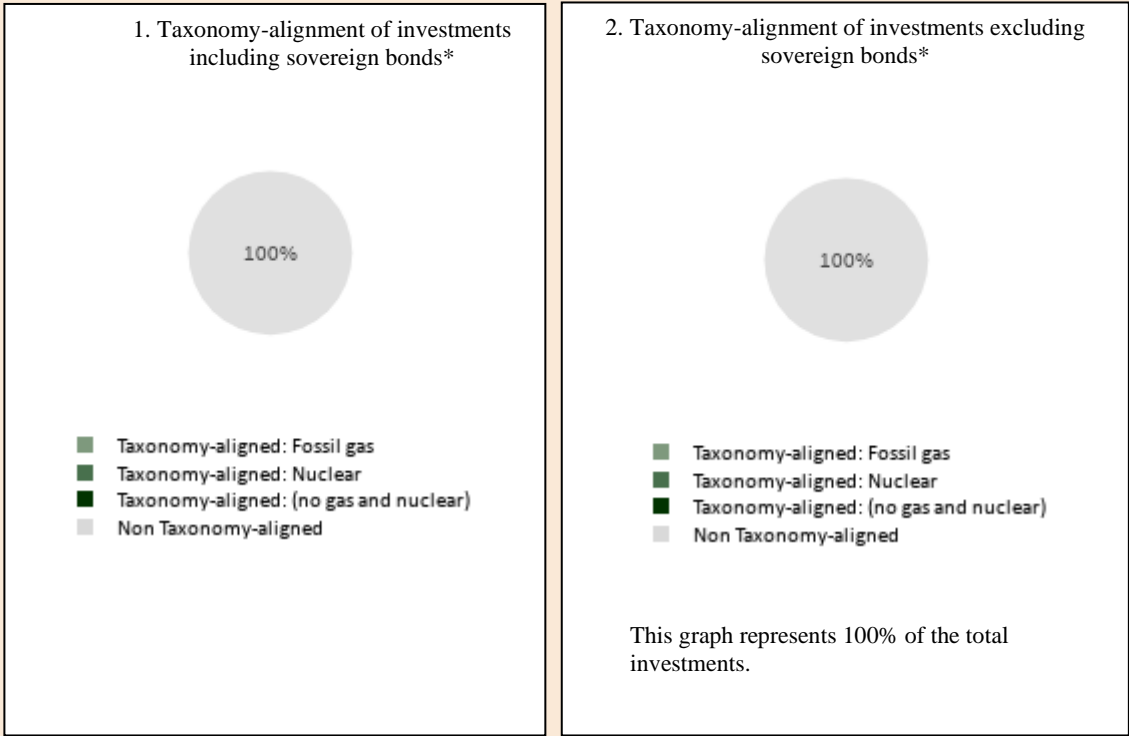 1. Taxonomy-alignment of investments
including sovereign bonds*
100%
Taxonomy-aligned: Fossil gas
Taxonomy-aligned: Nuclear
Taxonomy-aligned: (no gas and nuclear)
Non Taxonomy-aligned
2. Taxonomy-alignment of investments excluding
sovereign bonds*
100%
Taxonomy-aligned: Fossil gas
Taxonomy-aligned: Nuclear
Taxonomy-aligned: (no gas and nuclear)
Non Taxonomy-aligned
This graph represents 100% of the total
investments.